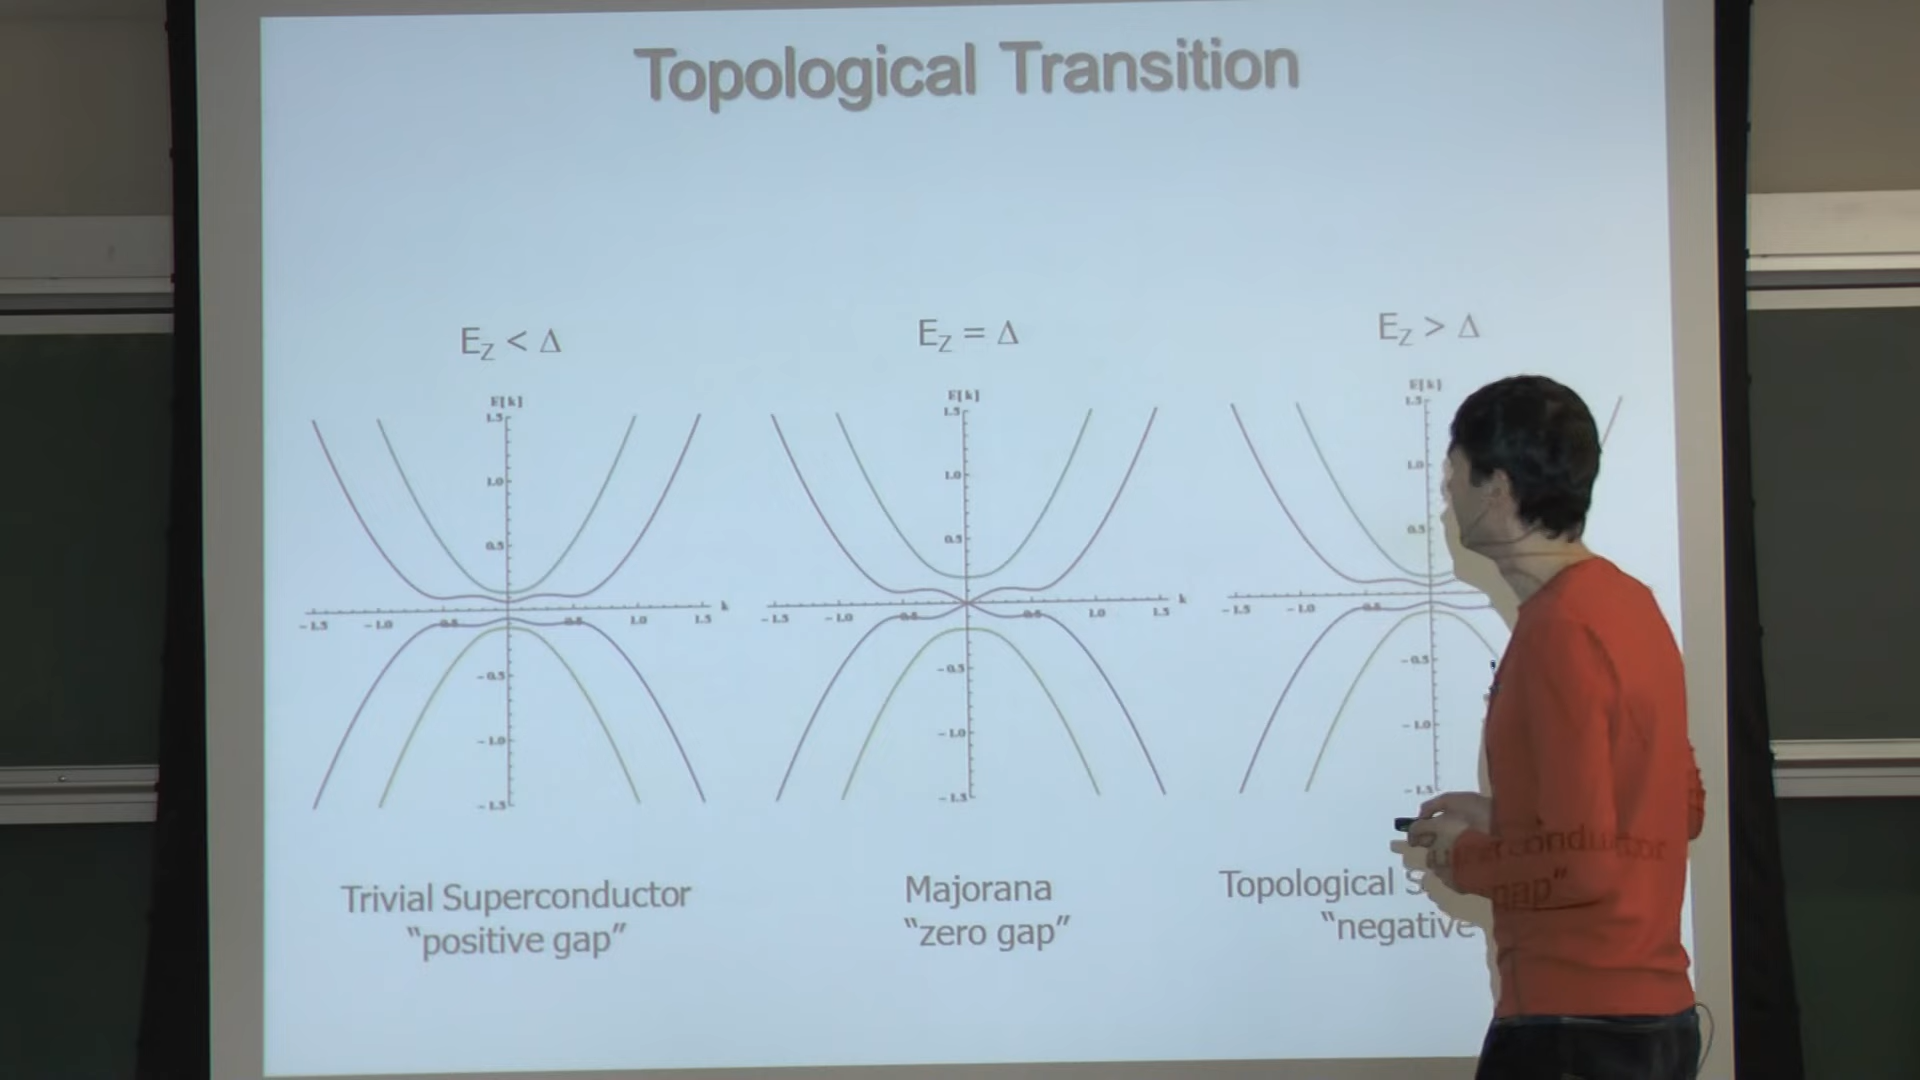 Topological Transition
E_Z < Δ
E_Z = Δ
E_Z > Δ
E[k]
1.5
1.0
0.5
-1.5 -1.0 -0.5 0.5 1.0 1.5 k
-0.5
-1.0
-1.5
E[k]
1.5
1.0
0.5
-1.5 -1.0 -0.5 0.5 1.0 1.5 k
-0.5
-1.0
-1.5
E[k]
1.5
1.0
0.5
-1.5 -1.0 -0.5
-0.5
-1.0
-1.5
Trivial Superconductor
“positive gap”
Majorana
“zero gap”
Topological Superconductor
“negative gap”